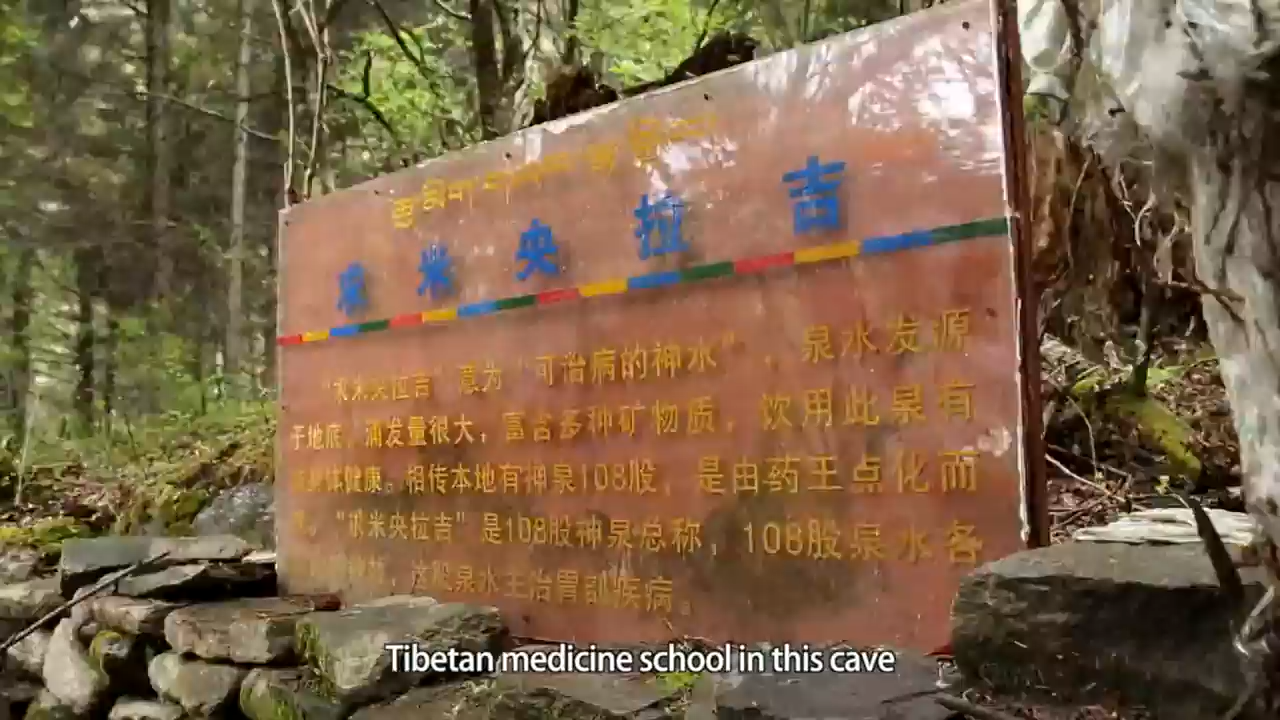 米央拉吉
“求米央拉吉”意为“可治病的神水”，泉水发源
于地底，涌发量很大，富含多种矿物质，饮用此泉有
身体健康。相传本地有神泉108股，是由药王点化而
“求米央拉吉”是108股神泉总称，108股泉水各
，这股泉水主治胃部疾病。
Tibetan medicine school in this cave